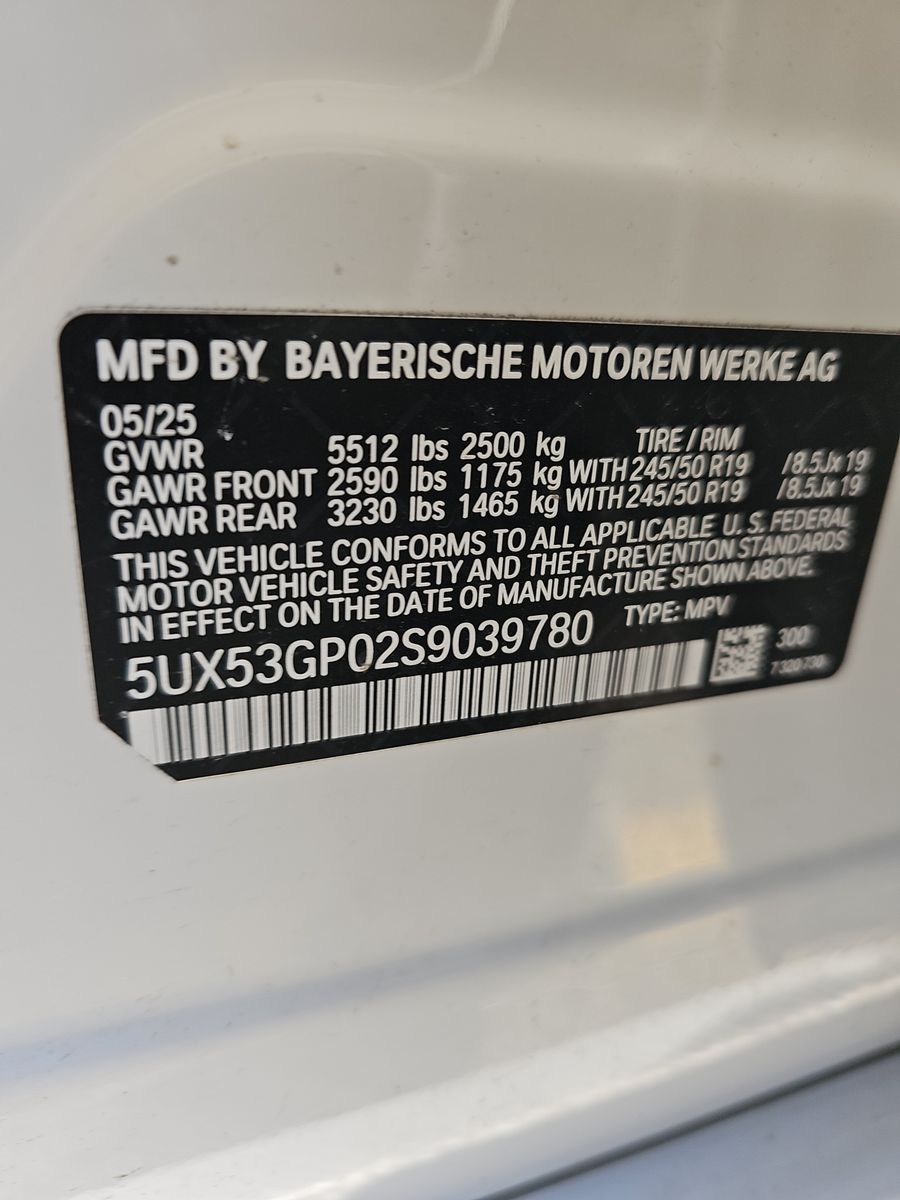 MFD BY BAYERISCHE MOTOREN WERKE AG
05/25
GVWR 5512 lbs 2500 kg TIRE / RIM
GAWR FRONT 2590 lbs 1175 kg WITH 245/50 R19 /8.5Jx19
GAWR REAR 3230 lbs 1465 kg WITH 245/50 R19 /8.5Jx19
THIS VEHICLE CONFORMS TO ALL APPLICABLE U.S. FEDERAL
MOTOR VEHICLE SAFETY AND THEFT PREVENTION STANDARDS
IN EFFECT ON THE DATE OF MANUFACTURE SHOWN ABOVE.
5UX53GP02S9039780 TYPE: MPV
300
7320730